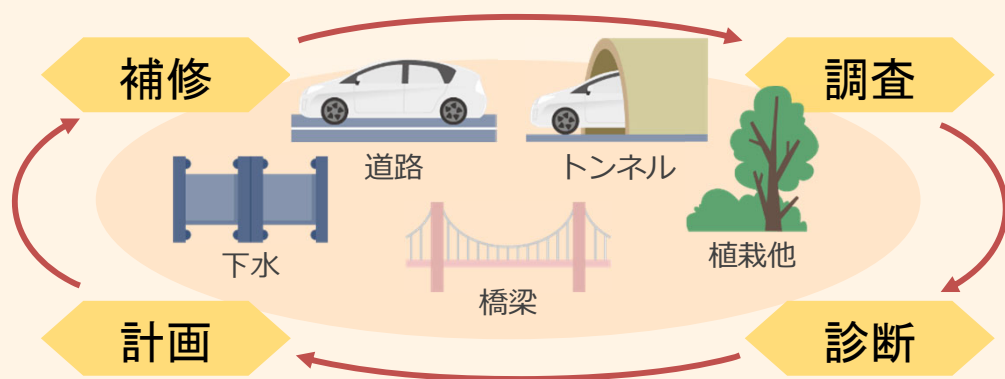 補修
調査
道路
トンネル
下水
橋梁
植栽他
計画
診断